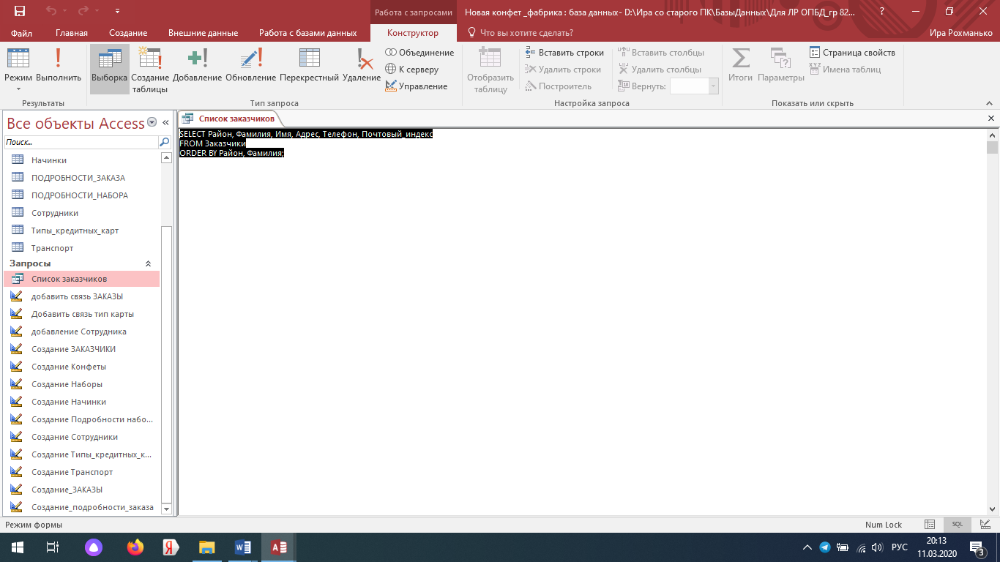 Работа с запросами
Новая конфет _фабрика : база данных- D:\Ира со старого ПК\БазыДанных\Для ЛР ОПБД_гр 82...
?
Файл
Главная
Создание
Внешние данные
Работа с базами данных
Конструктор
Что вы хотите сделать?
Ира Рохманько
Режим
Выполнить
Результаты
Выборка
Создание таблицы
Добавление
Обновление
Перекрестный
Удаление
Объединение
К серверу
Управление
Тип запроса
Отобразить таблицу
Вставить строки
Удалить строки
Построитель
Вставить столбцы
Удалить столбцы
Вернуть:
Настройка запроса
Итоги
Параметры
Страница свойств
Имена таблиц
Показать или скрыть
Все объекты Access
Поиск...
Начинки
ПОДРОБНОСТИ_ЗАКАЗА
ПОДРОБНОСТИ_НАБОРА
Сотрудники
Типы_кредитных_карт
Транспорт
Запросы
Список заказчиков
добавить связь ЗАКАЗЫ
Добавить связь тип карты
добавление Сотрудника
Создание ЗАКАЗЧИКИ
Создание Конфеты
Создание Наборы
Создание Начинки
Создание Подробности набо...
Создание Сотрудники
Создание Типы_кредитных_к...
Создание Транспорт
Создание_ЗАКАЗЫ
Создание_подробности_заказа
Список заказчиков
SELECT Район, Фамилия, Имя, Адрес, Телефон, Почтовый_индекс
FROM Заказчики
ORDER BY Район, Фамилия;
Режим формы
Num Lock
SQL
РУС
20:13
11.03.2020
3